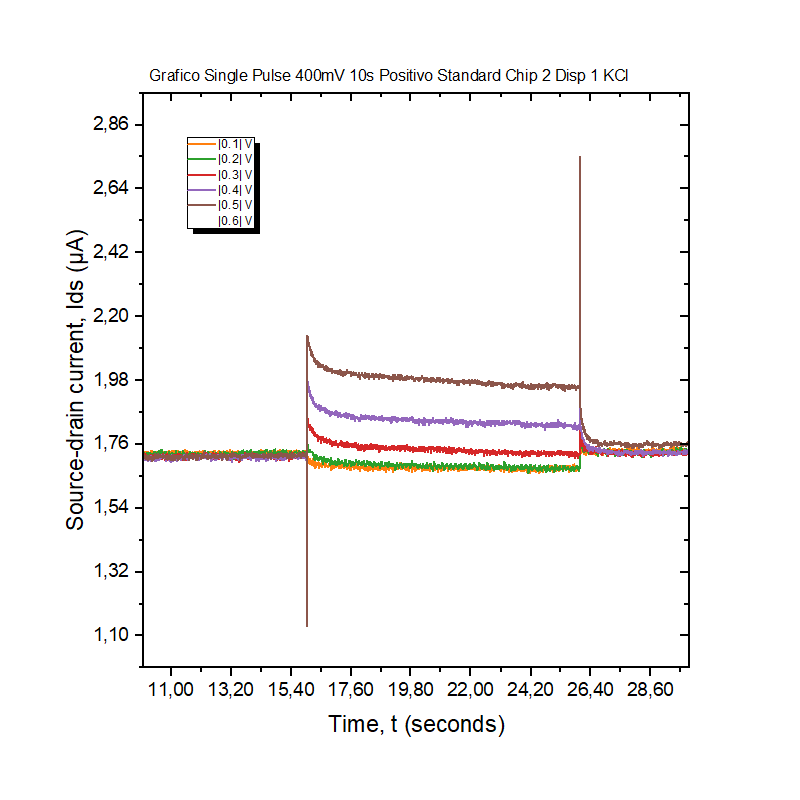 Grafico Single Pulse 400mV 10s Positivo Standard Chip 2 Disp 1 KCl
2,86
2,64
2,42
2,20
1,98
1,76
1,54
1,32
1,10
Source-drain current, Ids (µA)
|0.1| V
|0.2| V
|0.3| V
|0.4| V
|0.5| V
|0.6| V
11,00 13,20 15,40 17,60 19,80 22,00 24,20 26,40 28,60
Time, t (seconds)